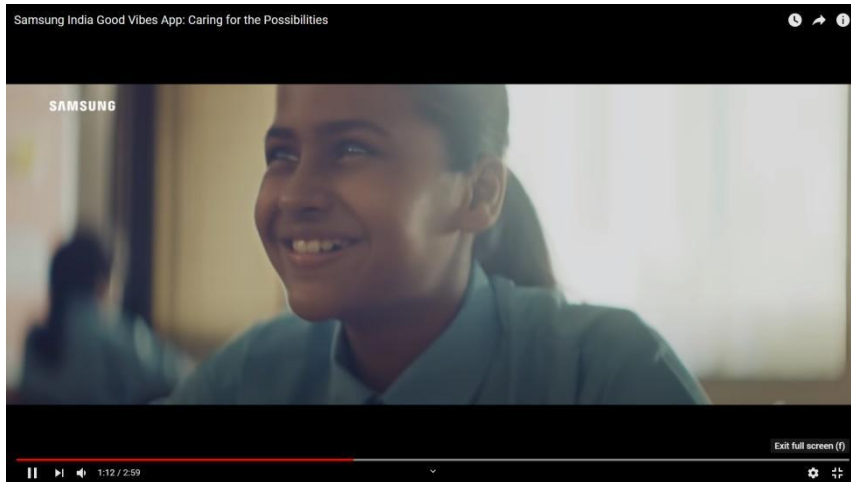 Samsung India Good Vibes App: Caring for the Possibilities
SAMSUNG
Exit full screen (f)
1:12 / 2:59